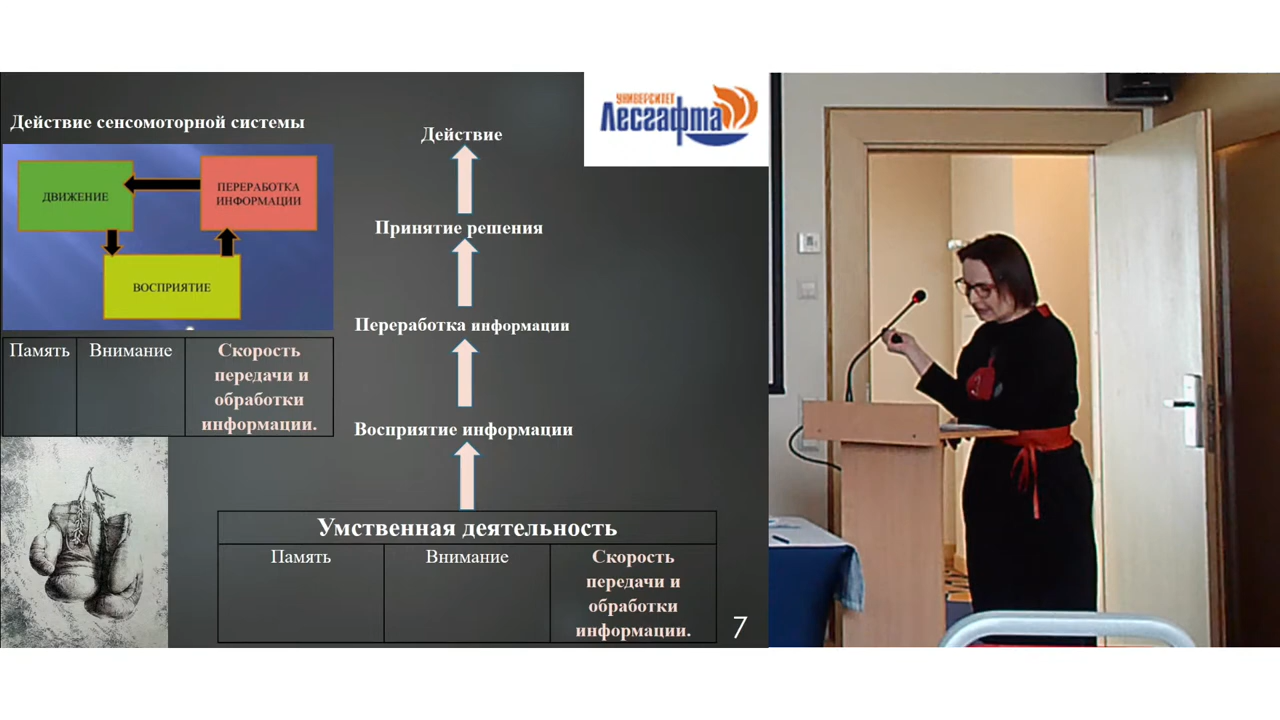 Действие сенсомоторной системы
ДВИЖЕНИЕ
ПЕРЕРАБОТКА
ИНФОРМАЦИИ
ВОСПРИЯТИЕ
Память
Внимание
Скорость
передачи и
обработки
информации.
УНИВЕРСИТЕТ
Лесгафта
Действие
Принятие решения
Переработка информации
Восприятие информации
Умственная деятельность
Память
Внимание
Скорость
передачи и
обработки
информации.
7